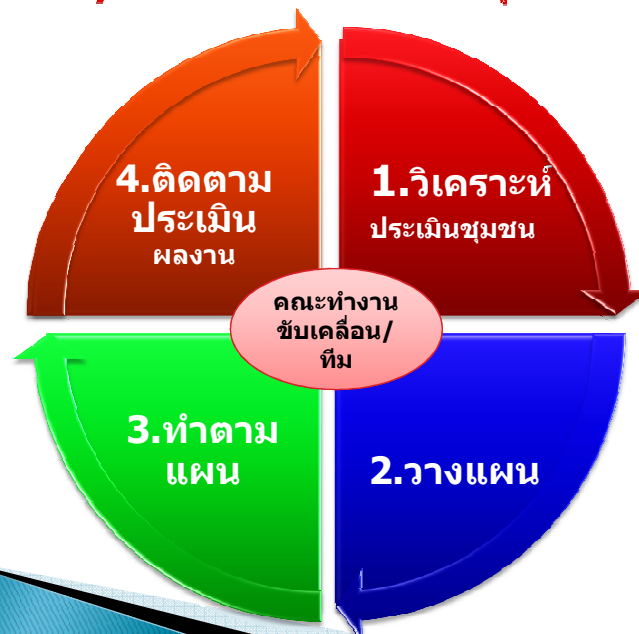 1.วิเคราะห์
ประเมินชุมชน
2.วางแผน
3.ทำตาม
แผน
4.ติดตาม
ประเมิน
ผลงาน
คณะทำงาน
ขับเคลื่อน/
ทีม